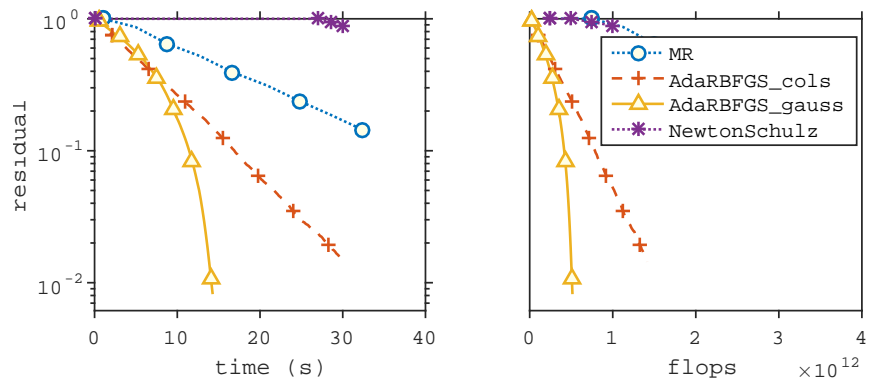 10^0
10^-1
10^-2
residual
0 10 20 30 40
time (s)
MR
AdaRBFGS_cols
AdaRBFGS_gauss
NewtonSchulz
0 1 2 3 4
flops
×10^12